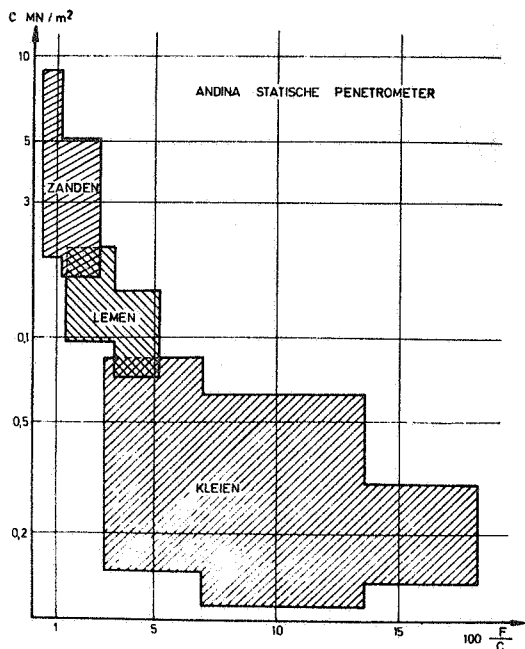 C MN/m²
10
ANDINA STATISCHE PENETROMETER
5
ZANDEN
3
LEMEN
0,1
0,5
KLEIEN
0,2
1 5 10 15 100 F/C